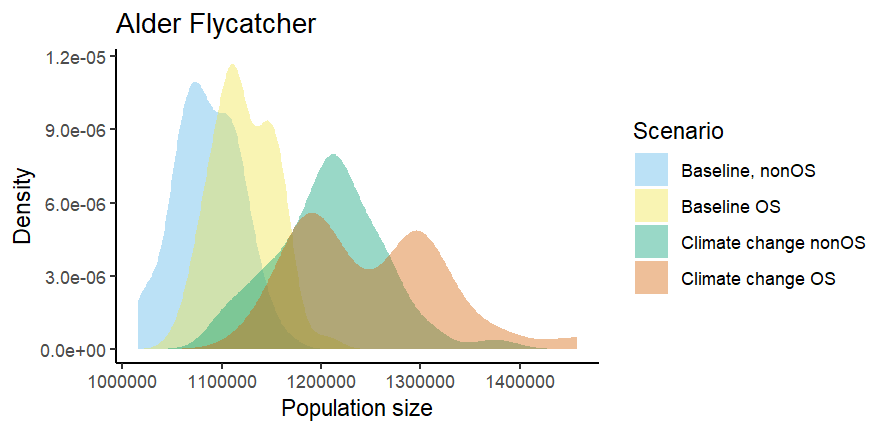 Alder Flycatcher
1.2e-05
9.0e-06
6.0e-06
3.0e-06
0.0e+00
Density
1000000 1100000 1200000 1300000 1400000
Population size
Scenario
Baseline, nonOS
Baseline OS
Climate change nonOS
Climate change OS